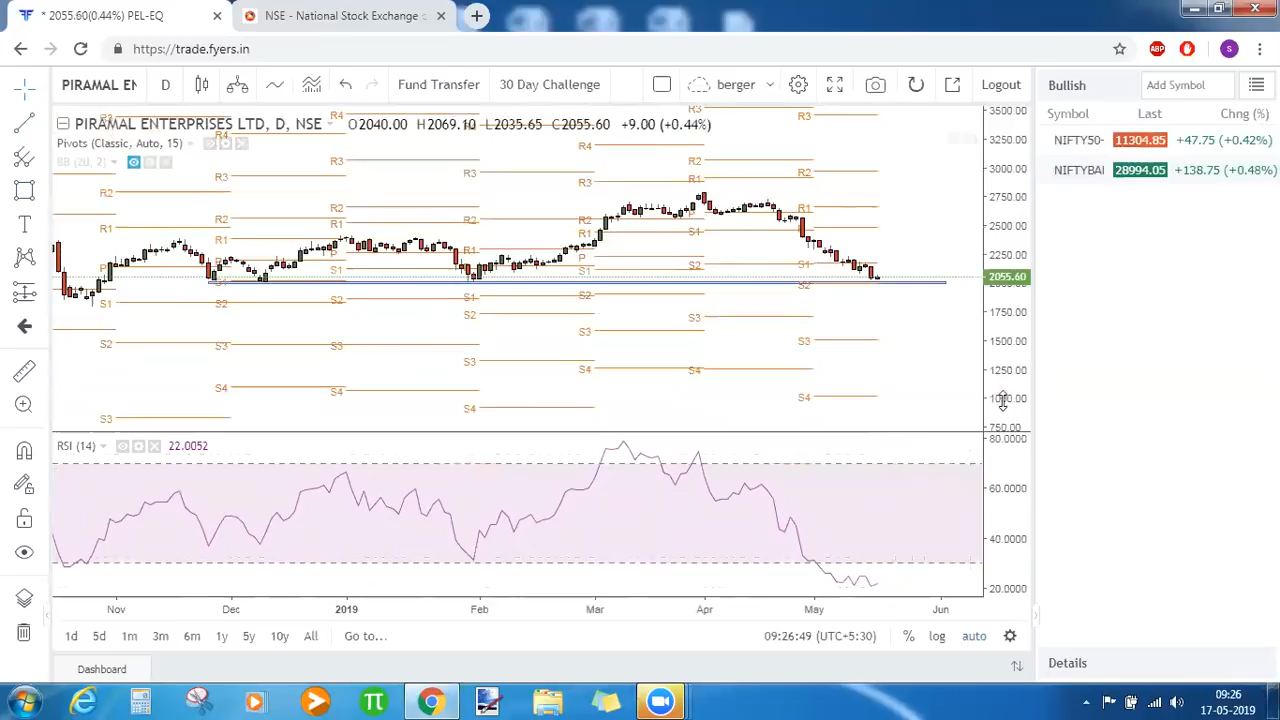 * 2055.60(0.44%) PEL-EQ
NSE - National Stock Exchange
https://trade.fyers.in
ABP
S
PIRAMAL EN
D
Fund Transfer
30 Day Challenge
berger
Logout
Bullish
Add Symbol
Symbol Last Chng (%)
NIFTY50- 11304.85 +47.75 (+0.42%)
NIFTYBAI 28994.05 +138.75 (+0.48%)
PIRAMAL ENTERPRISES LTD, D, NSE O2040.00 H2069.10 L2035.65 C2055.60 +9.00 (+0.44%)
Pivots (Classic, Auto, 15)
BB (20, 2)
R4 R3 R2 R1 P S1 S2 S3 S4
3500.00
3250.00
3000.00
2750.00
2500.00
2250.00
2055.60
1750.00
1500.00
1250.00
750.00
RSI (14) 22.0052
80.0000
60.0000
40.0000
20.0000
Nov Dec 2019 Feb Mar Apr May Jun
1d 5d 1m 3m 6m 1y 5y 10y All Go to...
09:26:49 (UTC+5:30) % log auto
Details
Dashboard
09:26
17-05-2019